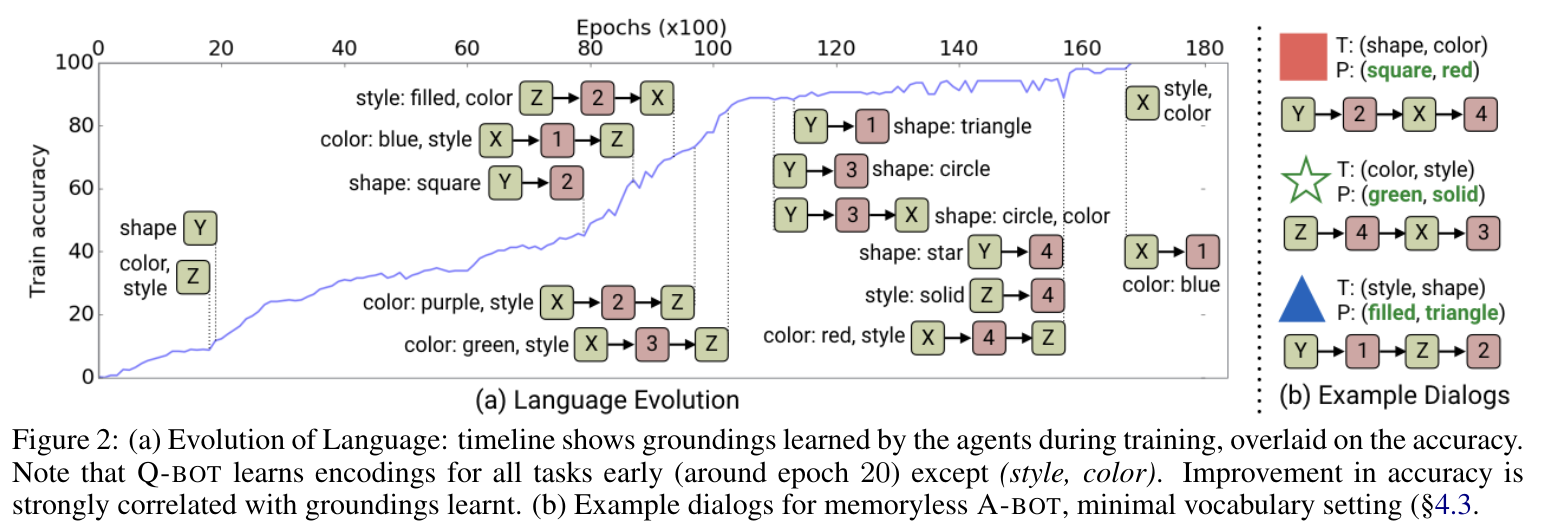 Epochs (x100)
0 20 40 60 80 100 120 140 160 180
Train accuracy
100
80
60
40
20
0
style: filled, color Z 2 X
color: blue, style X 1 Z
shape: square Y 2
shape Y
color, style Z
color: purple, style X 2 Z
color: green, style X 3 Z
Y 1 shape: triangle
Y 3 shape: circle
Y 3 X shape: circle, color
shape: star Y 4
style: solid Z 4
color: red, style X 4 Z
X style, color
X 1
color: blue
(a) Language Evolution
T: (shape, color)
P: (square, red)
Y 2 X 4
T: (color, style)
P: (green, solid)
Z 4 X 3
T: (style, shape)
P: (filled, triangle)
Y 1 Z 2
(b) Example Dialogs
Figure 2: (a) Evolution of Language: timeline shows groundings learned by the agents during training, overlaid on the accuracy.
Note that Q-BOT learns encodings for all tasks early (around epoch 20) except (style, color). Improvement in accuracy is
strongly correlated with groundings learnt. (b) Example dialogs for memoryless A-BOT, minimal vocabulary setting (§4.3.